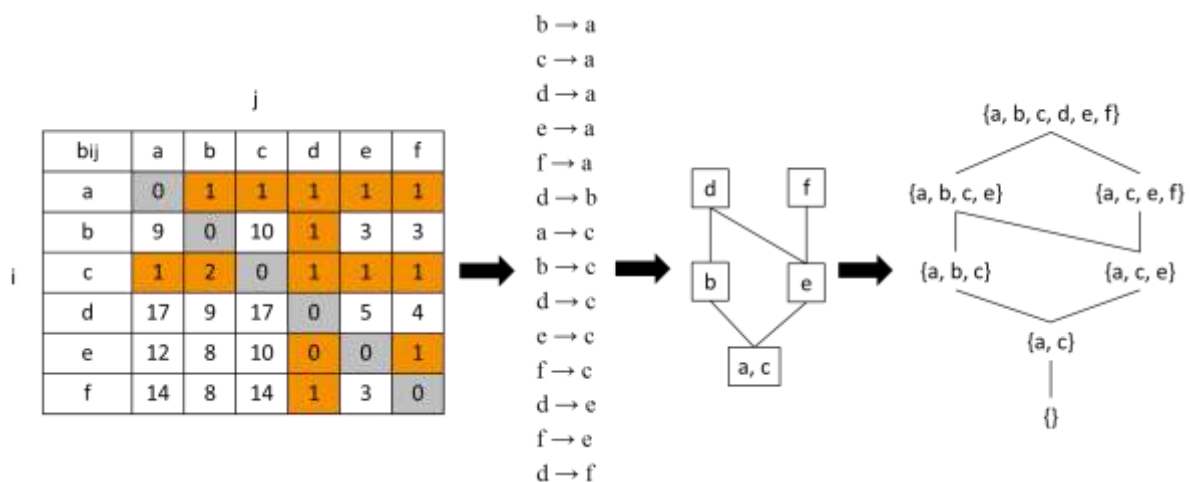 j
i
bij a b c d e f
a 0 1 1 1 1 1
b 9 0 10 1 3 3
c 1 2 0 1 1 1
d 17 9 17 0 5 4
e 12 8 10 0 0 1
f 14 8 14 1 3 0
b → a
c → a
d → a
e → a
f → a
d → b
a → c
b → c
d → c
e → c
f → c
d → e
f → e
d → f
d f
b e
a, c
{a, b, c, d, e, f}
{a, b, c, e} {a, c, e, f}
{a, b, c} {a, c, e}
{a, c}
{}